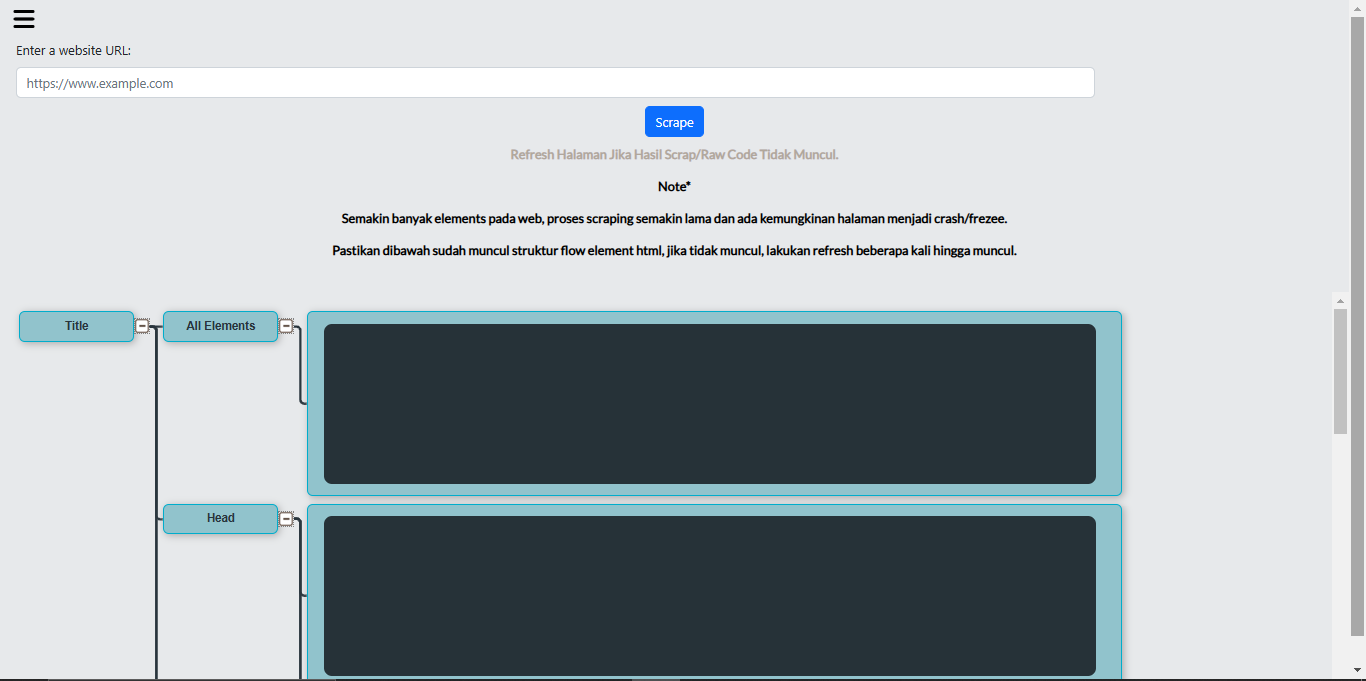 Enter a website URL:
https://www.example.com
Scrape
Refresh Halaman Jika Hasil Scrap/Raw Code Tidak Muncul.
Note*
Semakin banyak elements pada web, proses scraping semakin lama dan ada kemungkinan halaman menjadi crash/frezee.
Pastikan dibawah sudah muncul struktur flow element html, jika tidak muncul, lakukan refresh beberapa kali hingga muncul.
Title
All Elements
Head